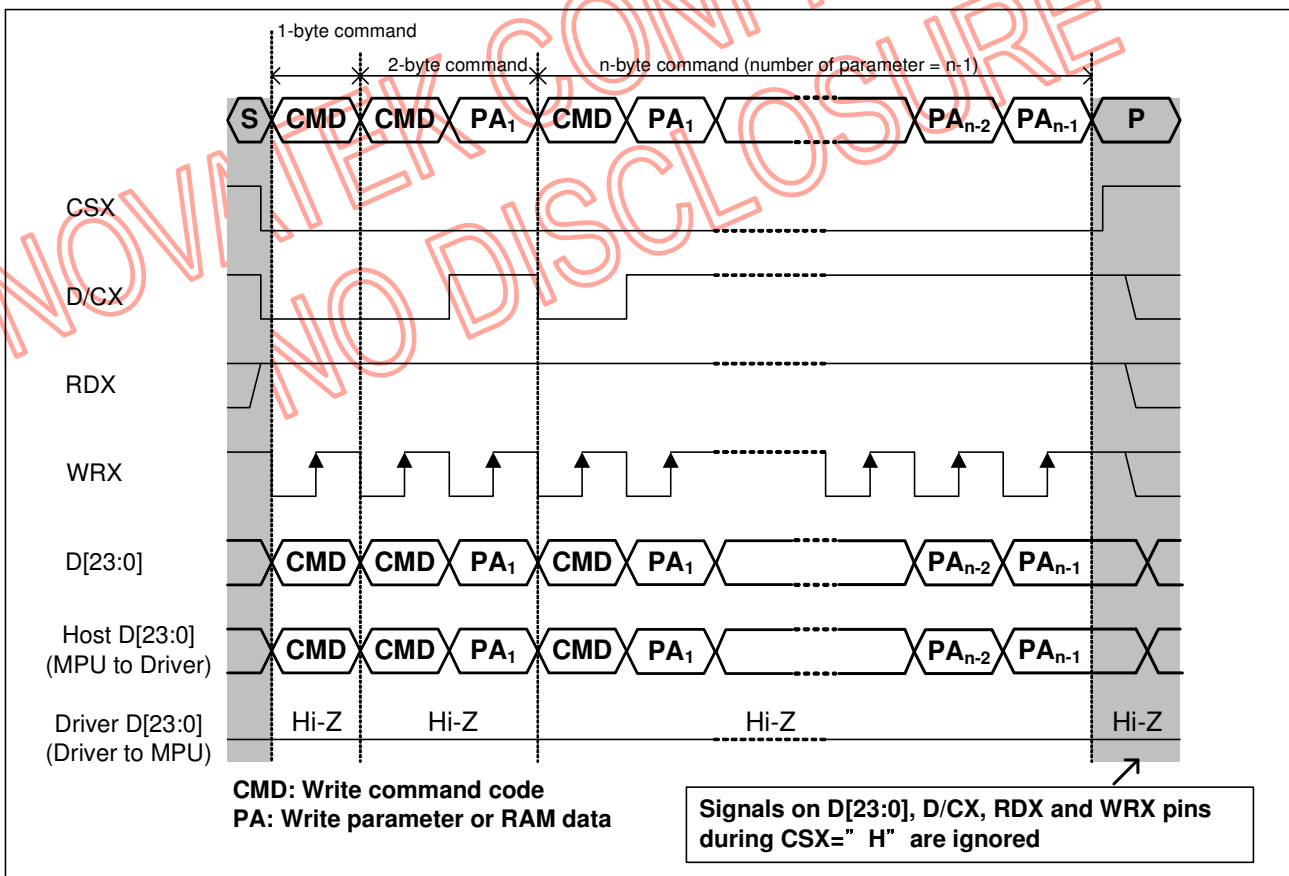 NOVATEK CONF
NO DISCLOSURE
1-byte command
2-byte command
n-byte command (number of parameter = n-1)
S CMD CMD PA1 CMD PA1 PAn-2 PAn-1 P
CSX
D/CX
RDX
WRX
D[23:0] CMD CMD PA1 CMD PA1 PAn-2 PAn-1
Host D[23:0]
(MPU to Driver) CMD CMD PA1 CMD PA1 PAn-2 PAn-1
Driver D[23:0]
(Driver to MPU) Hi-Z Hi-Z Hi-Z Hi-Z
CMD: Write command code
PA: Write parameter or RAM data
Signals on D[23:0], D/CX, RDX and WRX pins
during CSX=” H” are ignored